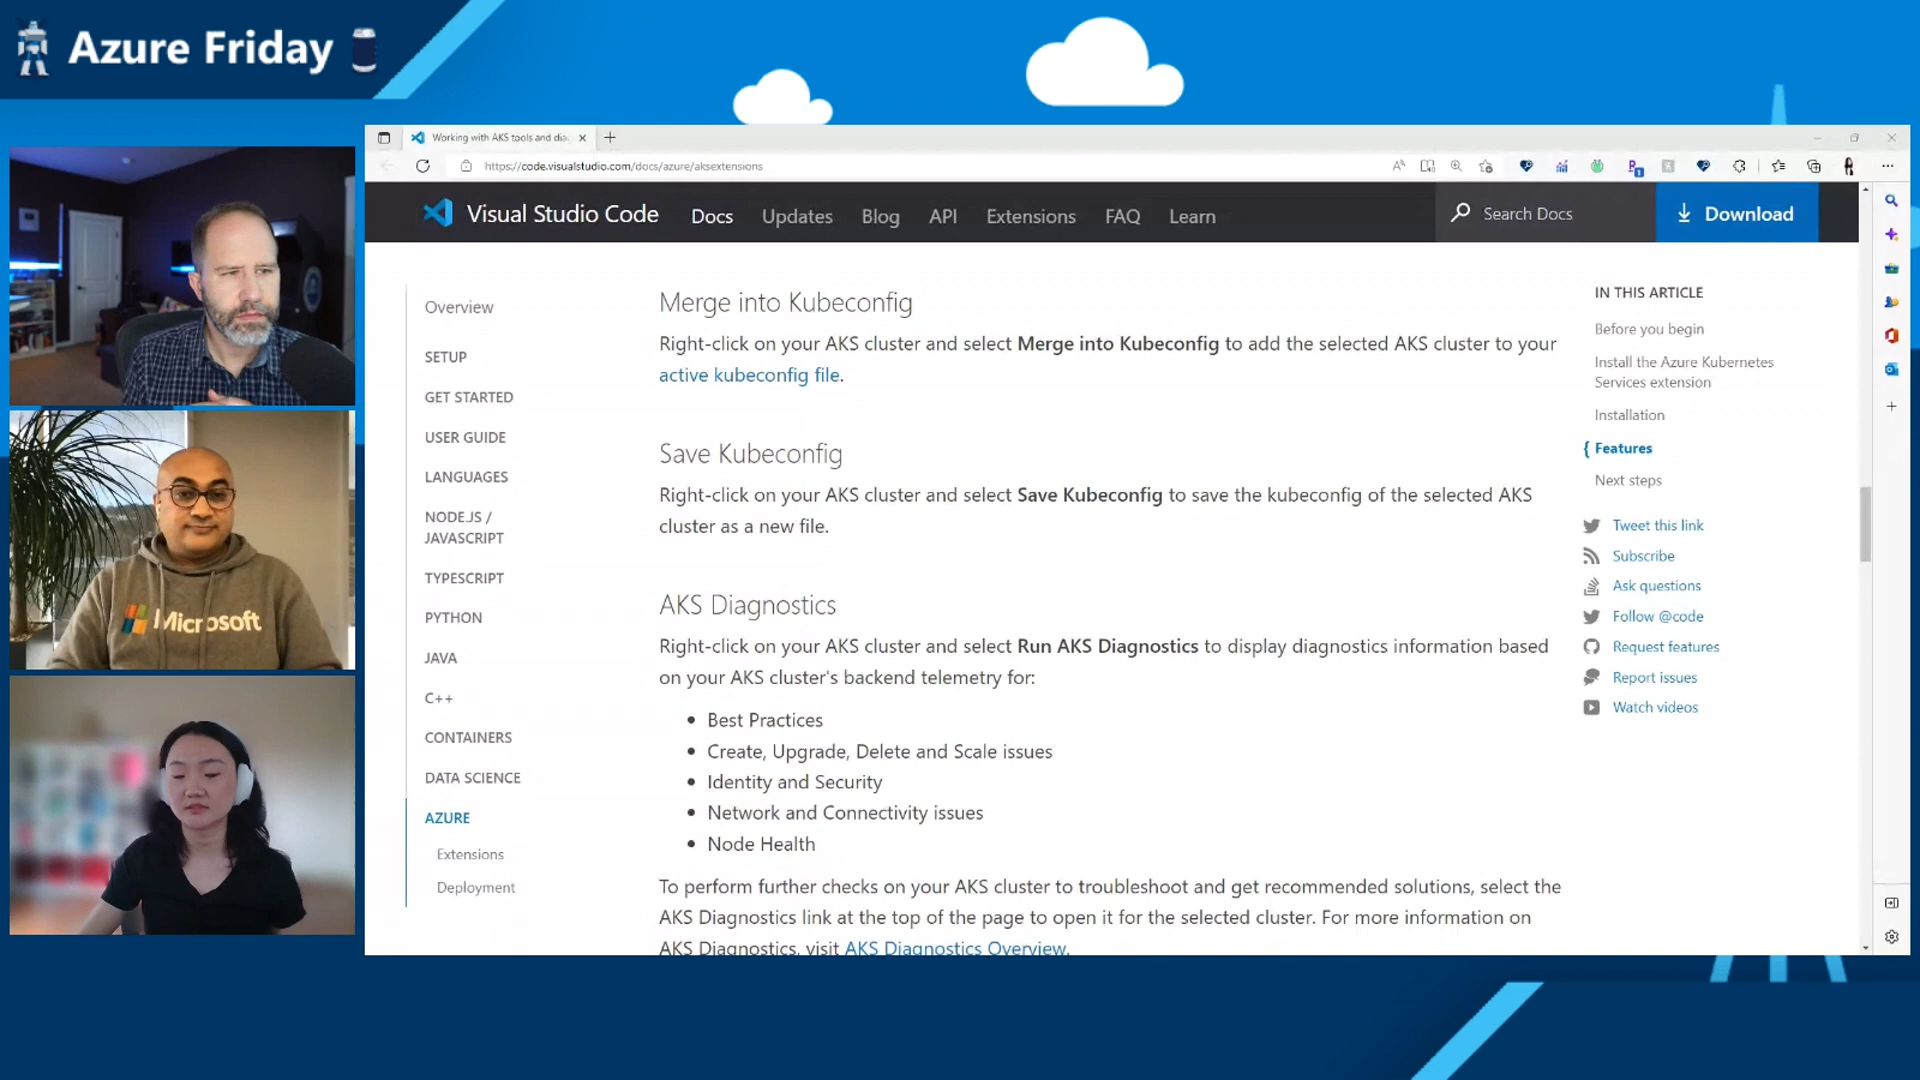 Azure Friday
Working with AKS tools and dia
https://code.visualstudio.com/docs/azure/aksextensions
Visual Studio Code
Docs
Updates
Blog
API
Extensions
FAQ
Learn
Search Docs
Download
Overview
SETUP
GET STARTED
USER GUIDE
LANGUAGES
NODE.JS /
JAVASCRIPT
TYPESCRIPT
PYTHON
JAVA
C++
CONTAINERS
DATA SCIENCE
AZURE
Extensions
Deployment
Merge into Kubeconfig
Right-click on your AKS cluster and select Merge into Kubeconfig to add the selected AKS cluster to your
active kubeconfig file.
Save Kubeconfig
Right-click on your AKS cluster and select Save Kubeconfig to save the kubeconfig of the selected AKS
cluster as a new file.
AKS Diagnostics
Right-click on your AKS cluster and select Run AKS Diagnostics to display diagnostics information based
on your AKS cluster's backend telemetry for:
• Best Practices
• Create, Upgrade, Delete and Scale issues
• Identity and Security
• Network and Connectivity issues
• Node Health
To perform further checks on your AKS cluster to troubleshoot and get recommended solutions, select the
AKS Diagnostics link at the top of the page to open it for the selected cluster. For more information on
AKS Diagnostics, visit AKS Diagnostics Overview.
IN THIS ARTICLE
Before you begin
Install the Azure Kubernetes
Services extension
Installation
Features
Next steps
Tweet this link
Subscribe
Ask questions
Follow @code
Request features
Report issues
Watch videos
Microsoft